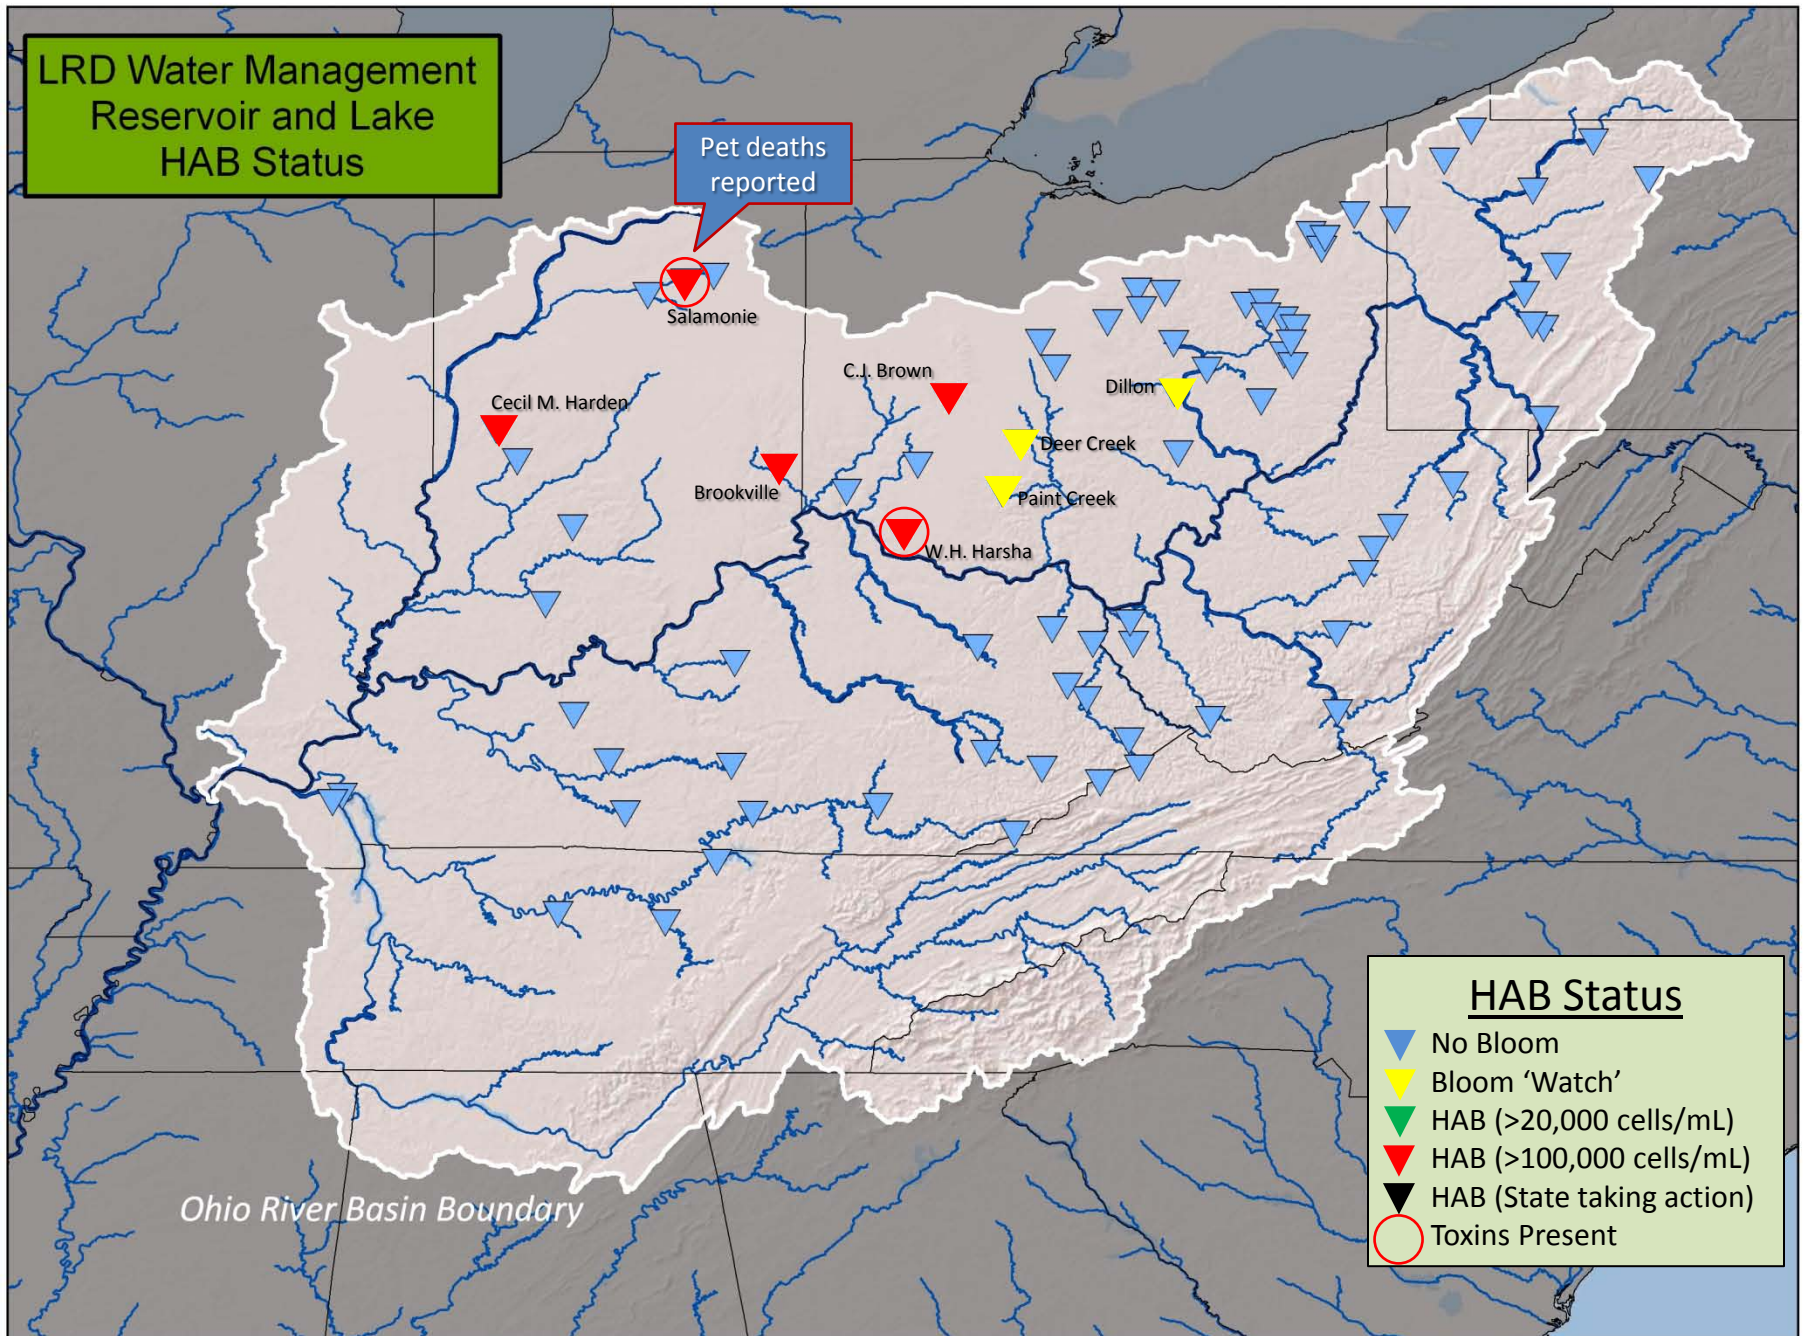 LRD Water Management
Reservoir and Lake
HAB Status
Pet deaths
reported
Salamonie
C.J. Brown
Dillon
Cecil M. Harden
Deer Creek
Brookville
Paint Creek
W.H. Harsha
HAB Status
No Bloom
Bloom ‘Watch’
HAB (>20,000 cells/mL)
HAB (>100,000 cells/mL)
HAB (State taking action)
Toxins Present
Ohio River Basin Boundary